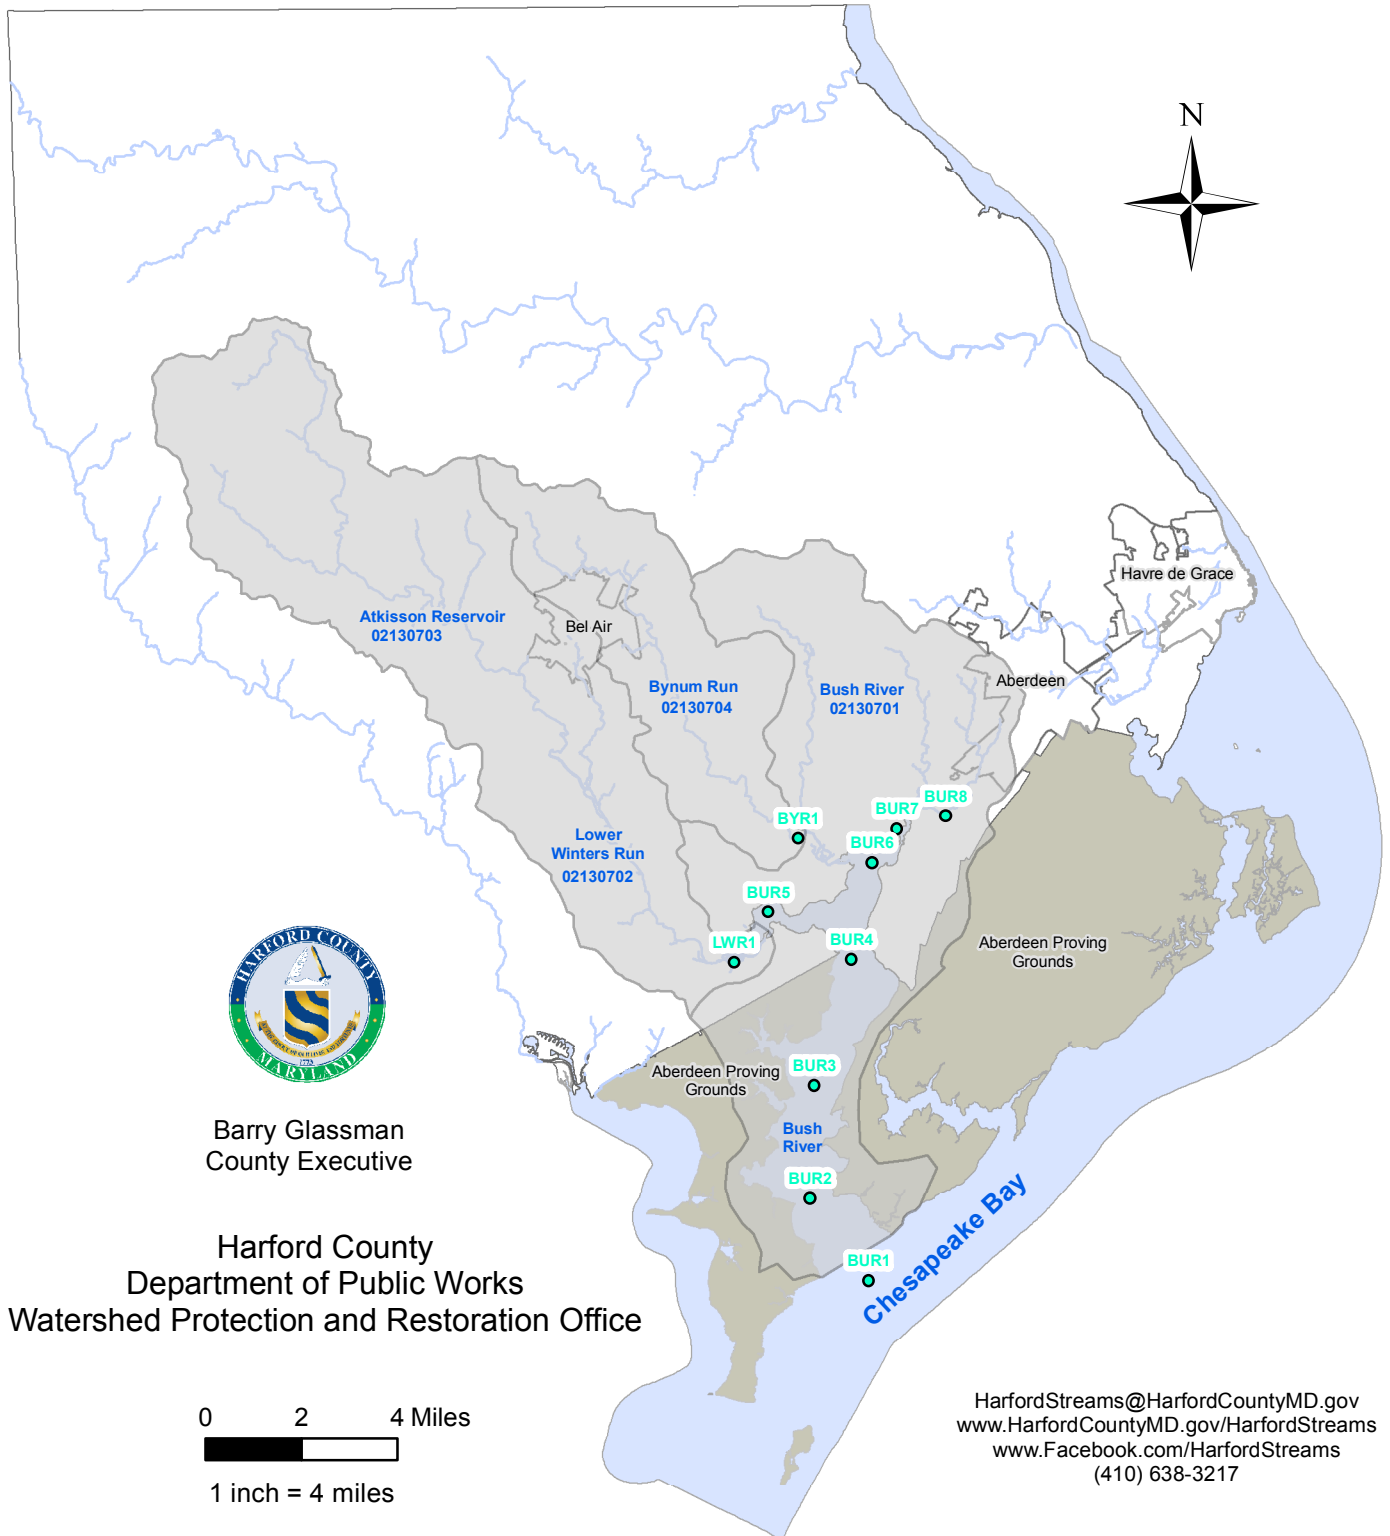 N
Havre de Grace
Atkisson Reservoir
02130703
Bel Air
Bynum Run
02130704
Bush River
02130701
Aberdeen
BUR8
BUR7
BYR1
BUR6
Lower
Winters Run
02130702
BUR5
LWR1
BUR4
Aberdeen Proving
Grounds
HARFORD COUNTY
MARYLAND
Aberdeen Proving
Grounds
BUR3
Bush
River
BUR2
BUR1
Chesapeake Bay
Barry Glassman
County Executive
Harford County
Department of Public Works
Watershed Protection and Restoration Office
0 2 4 Miles
1 inch = 4 miles
HarfordStreams@HarfordCountyMD.gov
www.HarfordCountyMD.gov/HarfordStreams
www.Facebook.com/HarfordStreams
(410) 638-3217